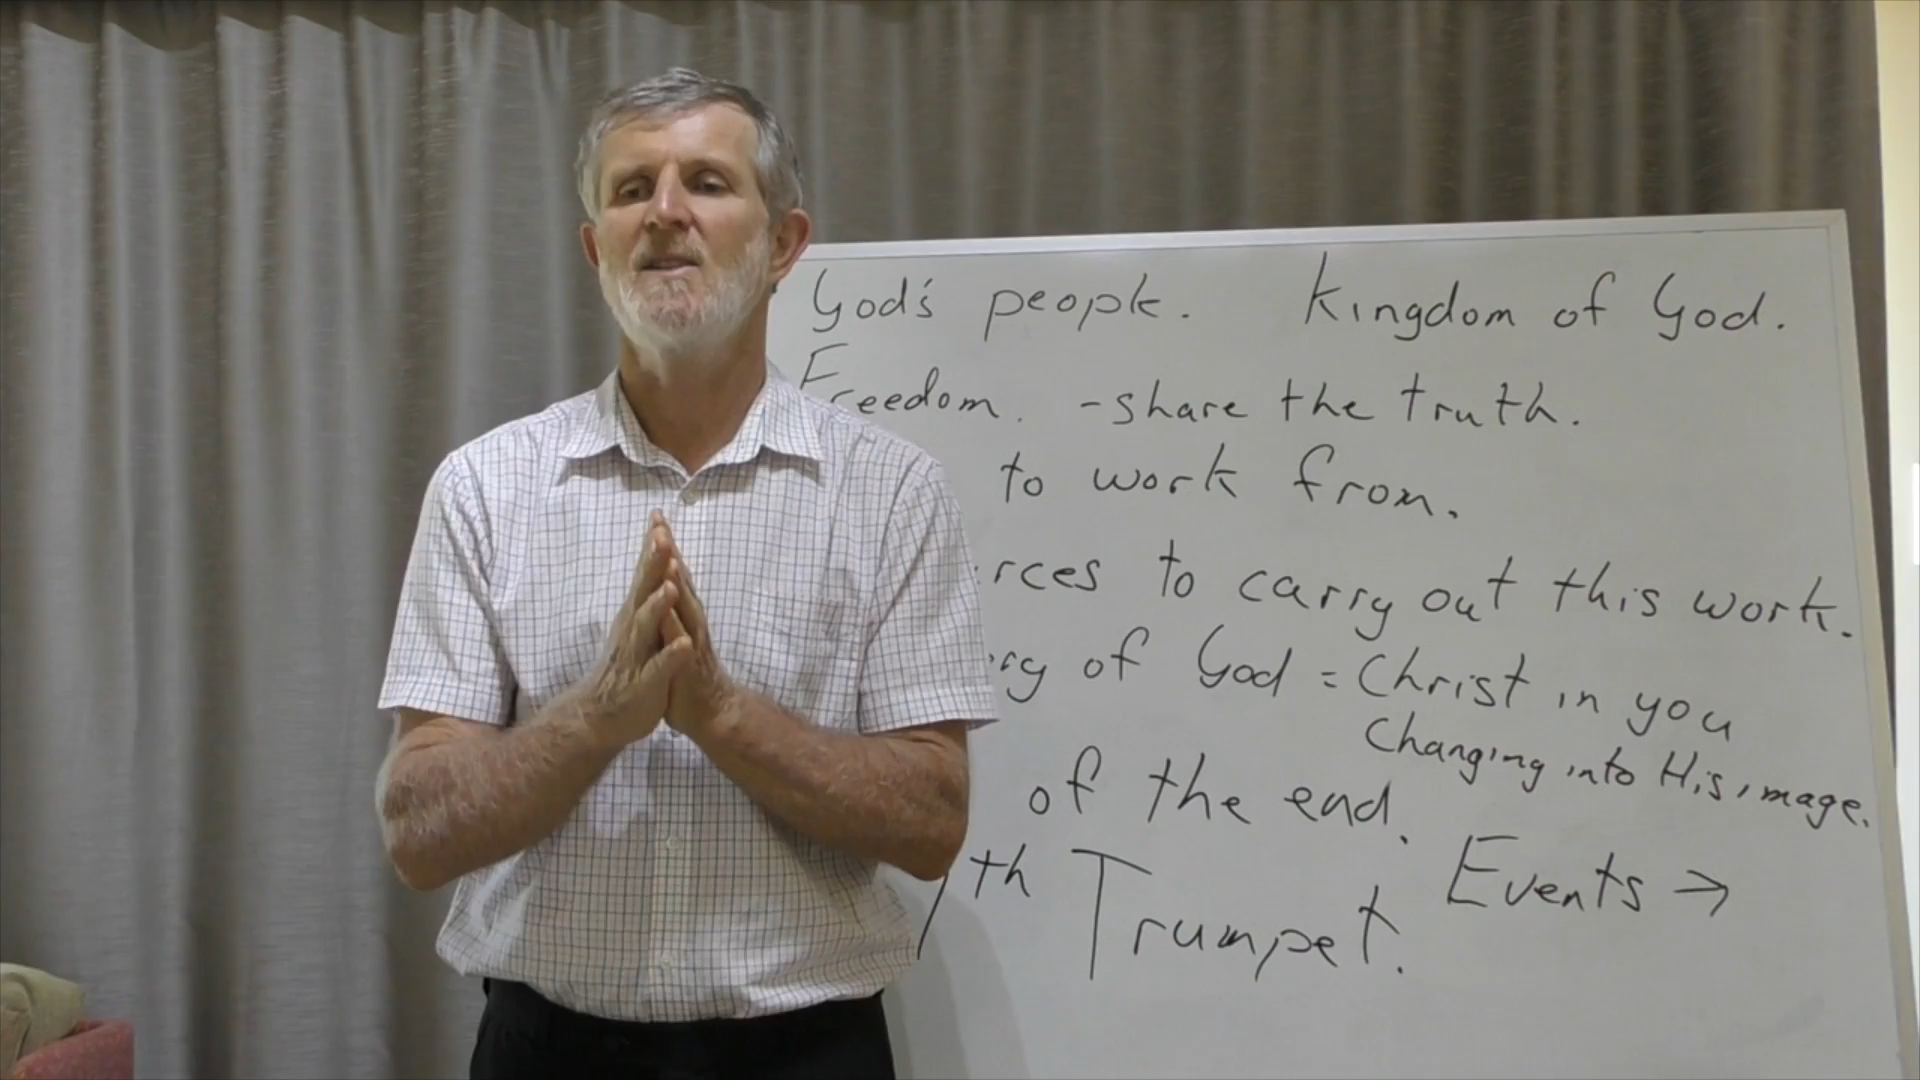 God's people. Kingdom of God.
Freedom. - share the truth.
to work from.
rces to carry out this work.
of God = Christ in you
Changing into His image.
of the end.
7th Trumpet. Events →